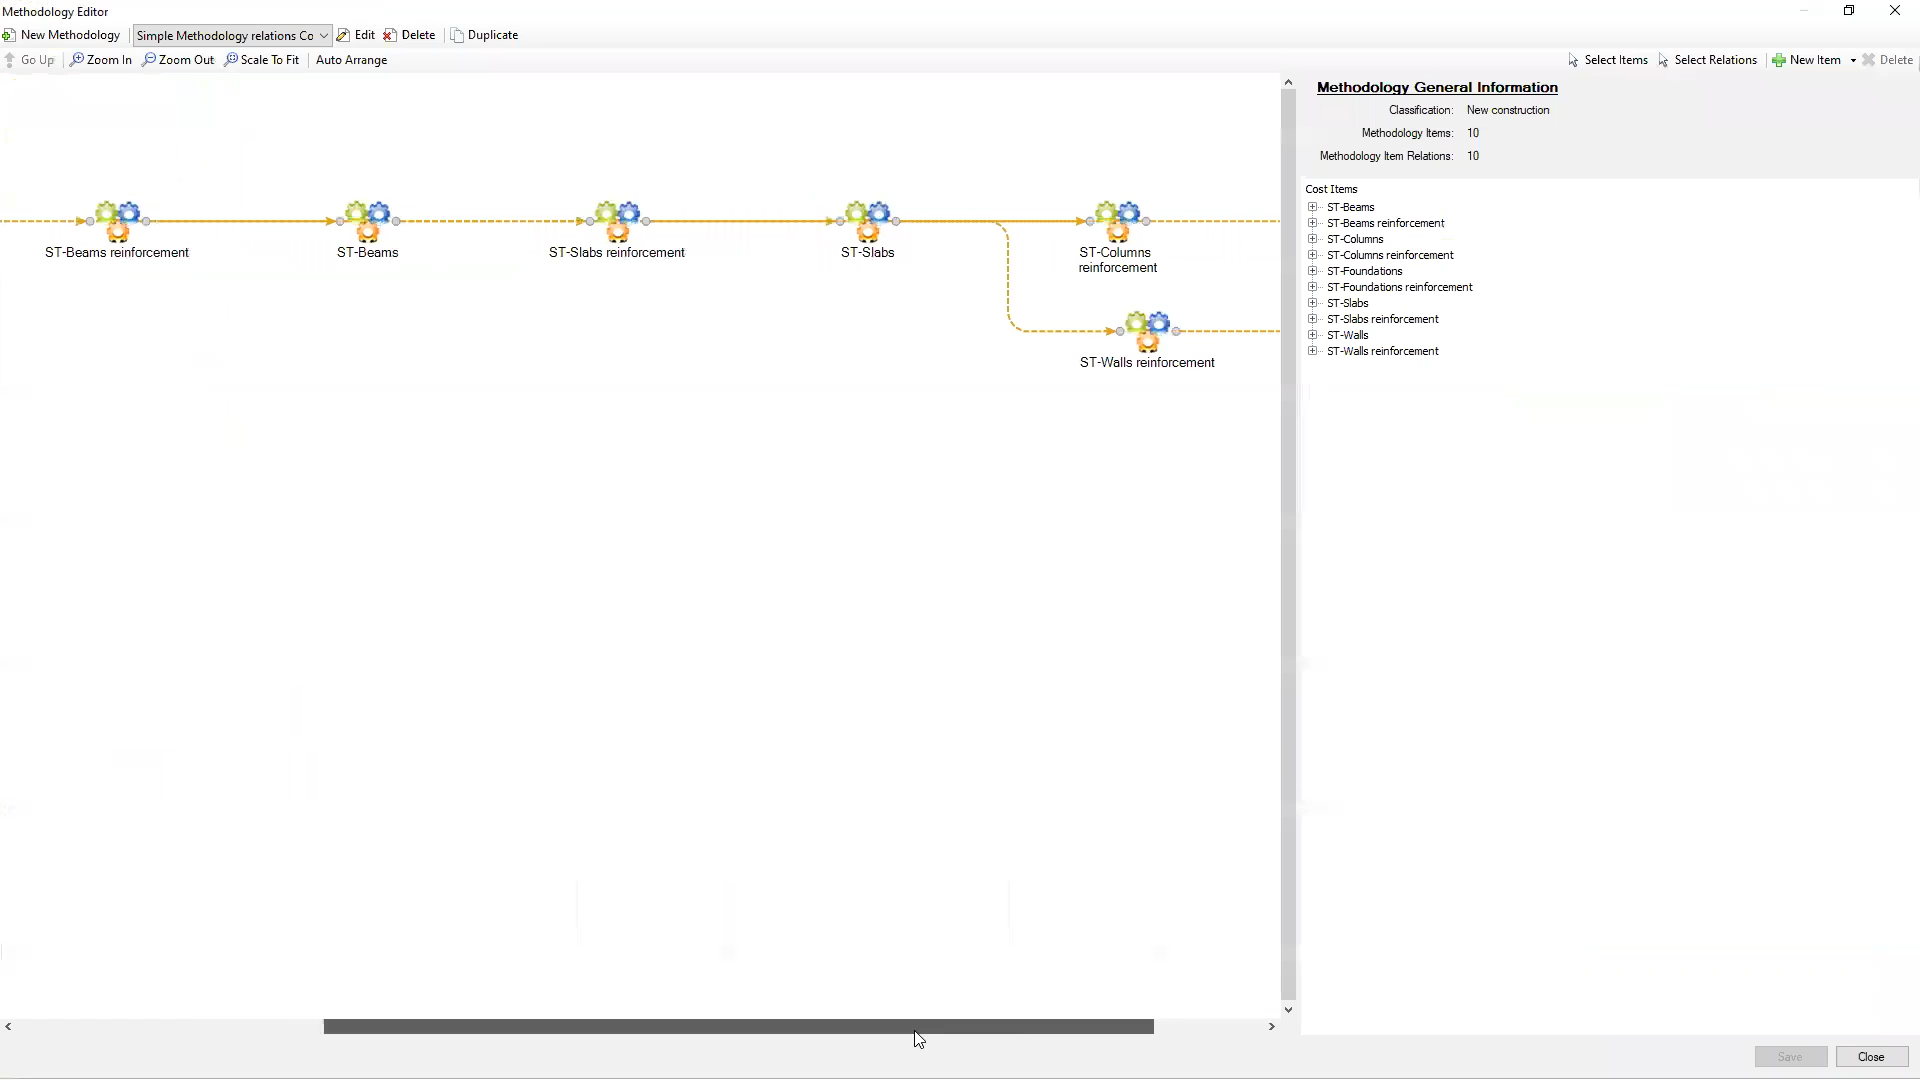 Methodology Editor
New Methodology Simple Methodology relations Co Edit Delete Duplicate
Go Up Zoom In Zoom Out Scale To Fit Auto Arrange Select Items Select Relations New Item Delete
Methodology General Information
Classification: New construction
Methodology Items: 10
Methodology Item Relations: 10
Cost Items
ST-Beams
ST-Beams reinforcement
ST-Columns
ST-Columns reinforcement
ST-Foundations
ST-Foundations reinforcement
ST-Slabs
ST-Slabs reinforcement
ST-Walls
ST-Walls reinforcement
ST-Beams reinforcement
ST-Beams
ST-Slabs reinforcement
ST-Slabs
ST-Columns
reinforcement
ST-Walls reinforcement
Save Close